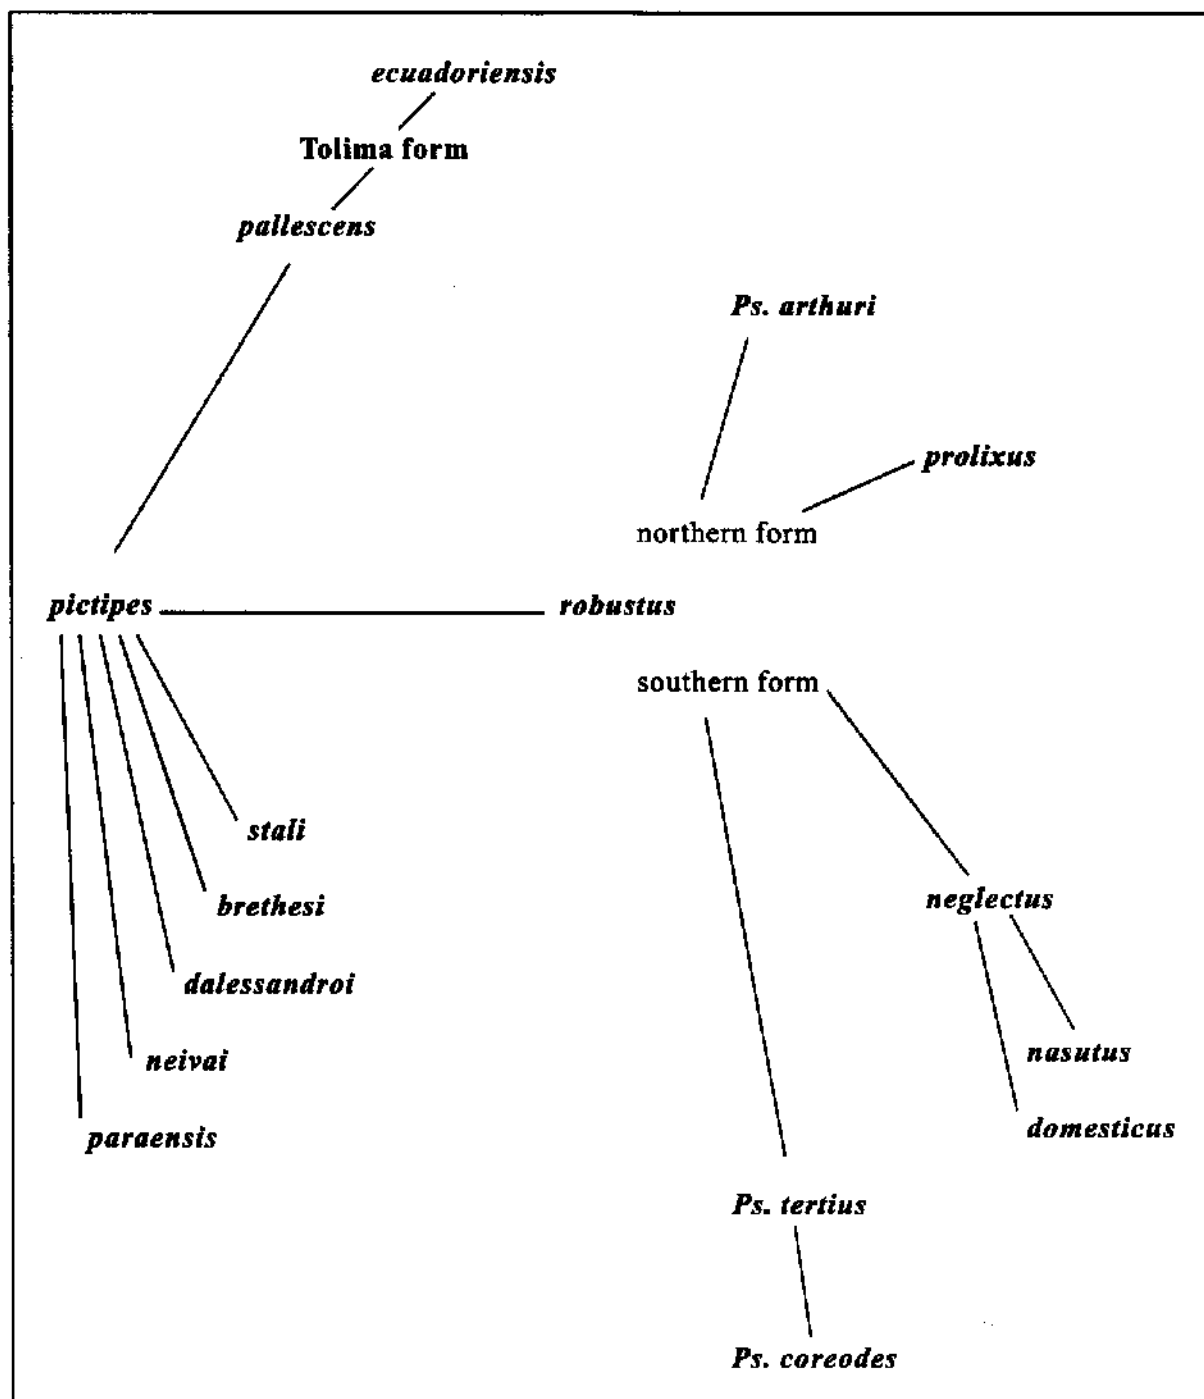 ecuadoriensis
Tolima form
pallescens
Ps. arthuri
prolixus
northern form
pictipes
robustus
southern form
stali
neglectus
brethesi
dalessandroi
nasutus
neivai
domesticus
paraensis
Ps. tertius
Ps. coreodes